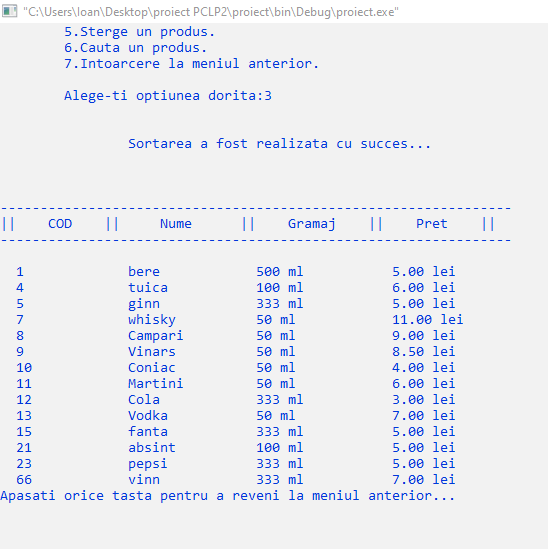 "C:\Users\Ioan\Desktop\proiect PCLP2\proiect\bin\Debug\proiect.exe"
5.Sterge un produs.
6.Cauta un produs.
7.Intoarcere la meniul anterior.
Alege-ti optiunea dorita:3
Sortarea a fost realizata cu succes...
----------------------------------------------------------------
|| COD || Nume || Gramaj || Pret ||
----------------------------------------------------------------
1 bere 500 ml 5.00 lei
4 tuica 100 ml 6.00 lei
5 ginn 333 ml 5.00 lei
7 whisky 50 ml 11.00 lei
8 Campari 50 ml 9.00 lei
9 Vinars 50 ml 8.50 lei
10 Coniac 50 ml 4.00 lei
11 Martini 50 ml 6.00 lei
12 Cola 333 ml 3.00 lei
13 Vodka 50 ml 7.00 lei
15 fanta 333 ml 5.00 lei
21 absint 100 ml 5.00 lei
23 pepsi 333 ml 5.00 lei
66 vinn 333 ml 7.00 lei
Apasati orice tasta pentru a reveni la meniul anterior...